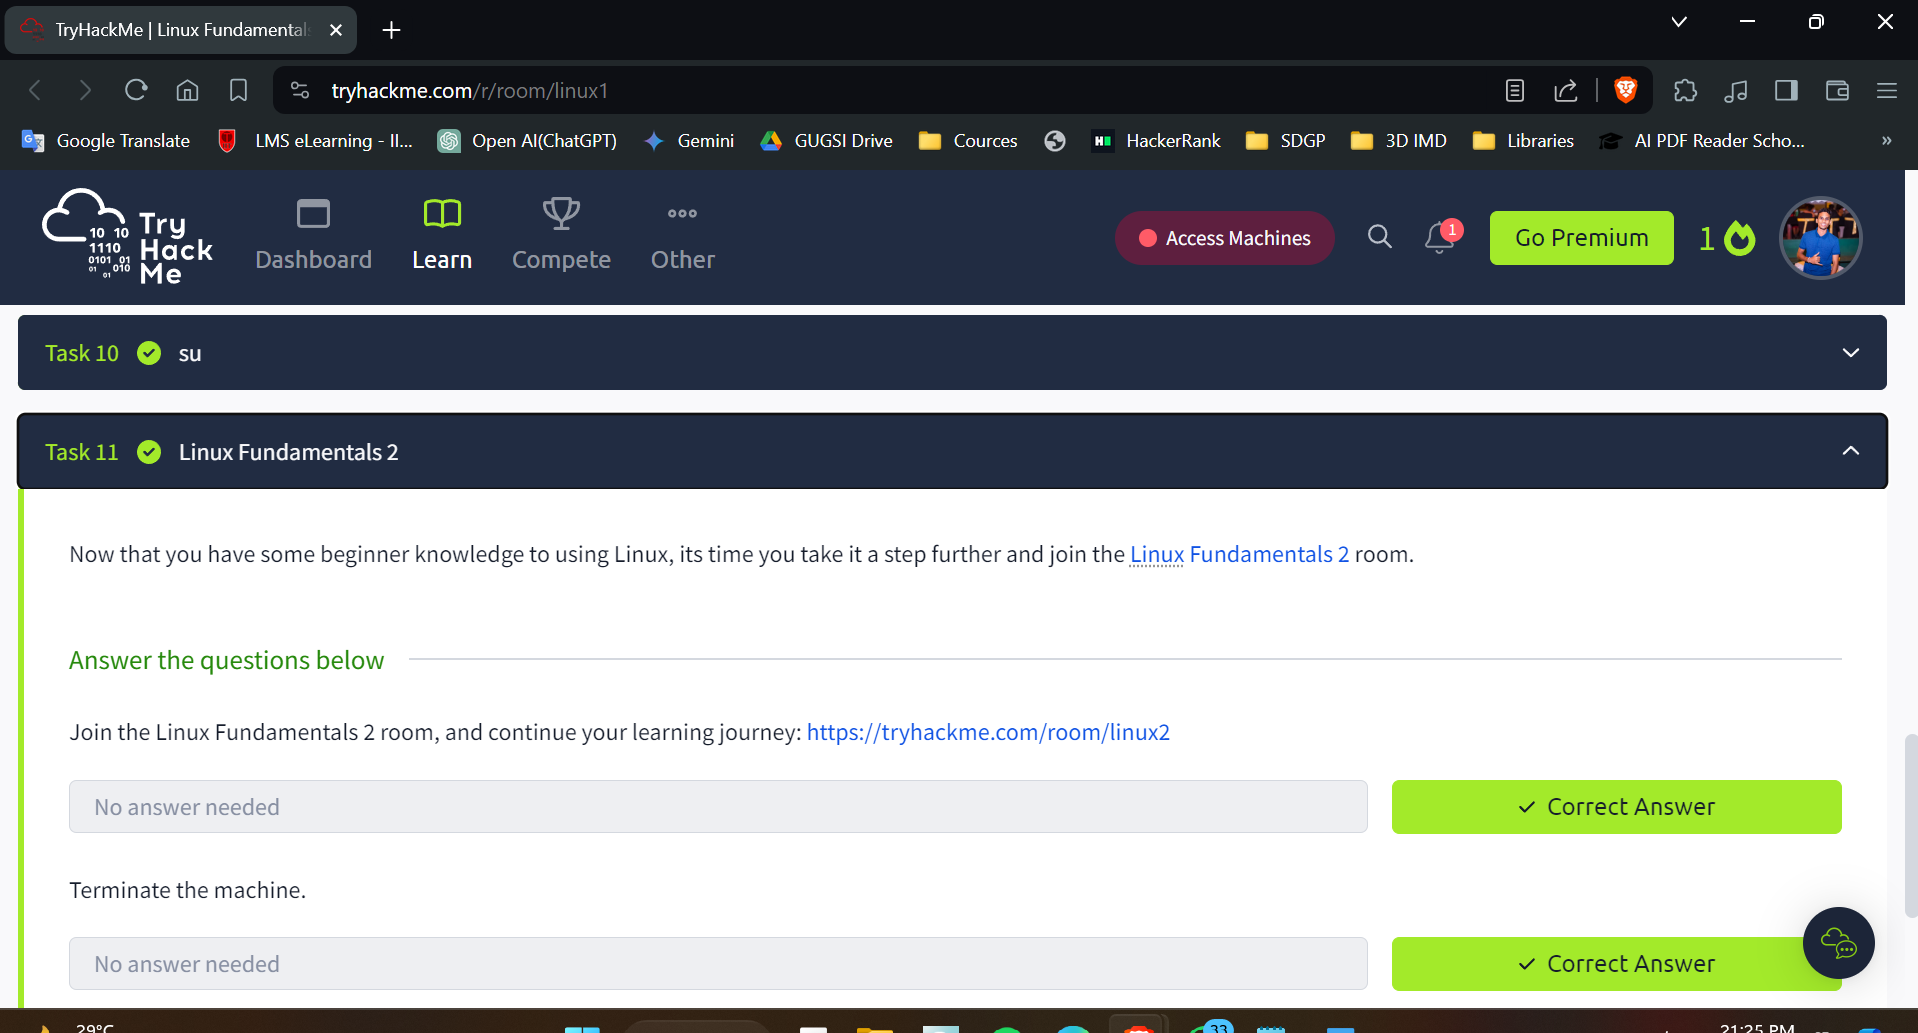 TryHackMe | Linux Fundamentals
tryhackme.com/r/room/linux1
Google Translate
LMS eLearning - II...
Open AI(ChatGPT)
Gemini
GUGSI Drive
Cources
HackerRank
SDGP
3D IMD
Libraries
AI PDF Reader Scho...
»
Try
Hack
Me
10 10
1110
0101 01
01 01 010
Dashboard
Learn
Compete
Other
Access Machines
1
Go Premium
1
Task 10 su
Task 11 Linux Fundamentals 2
Now that you have some beginner knowledge to using Linux, its time you take it a step further and join the Linux Fundamentals 2 room.
Answer the questions below
Join the Linux Fundamentals 2 room, and continue your learning journey: https://tryhackme.com/room/linux2
No answer needed
Correct Answer
Terminate the machine.
No answer needed
Correct Answer
29°C
33
21:25 PM